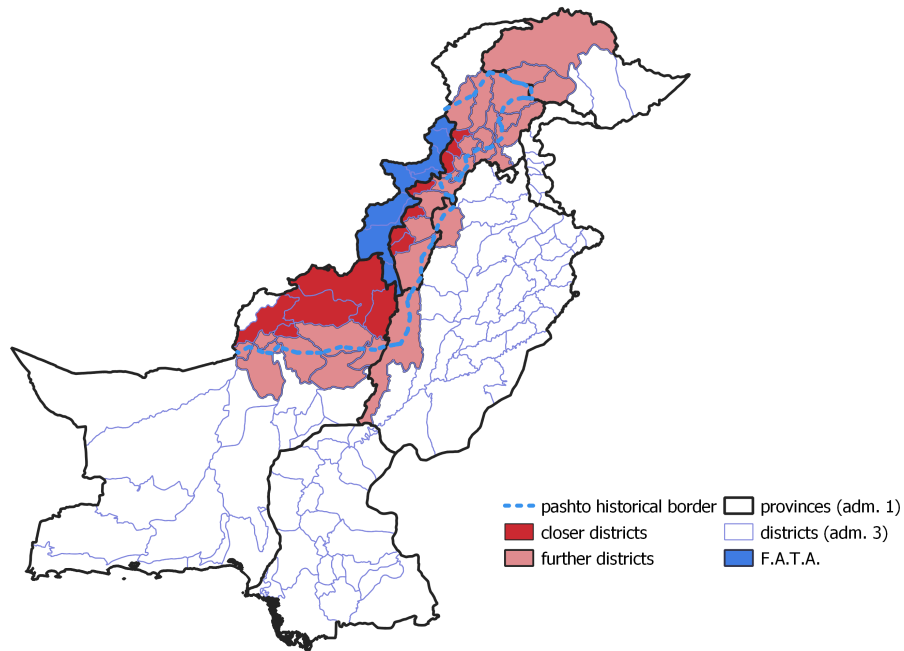 pashto historical border
closer districts
further districts
provinces (adm. 1)
districts (adm. 3)
F.A.T.A.